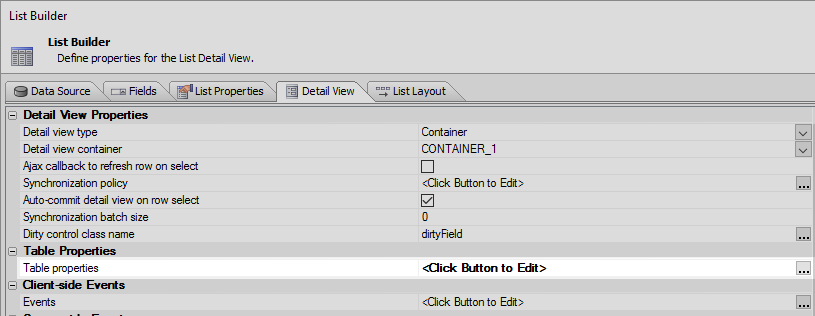 List Builder
List Builder
Define properties for the List Detail View.
Data Source Fields List Properties Detail View List Layout
Detail View Properties
Detail view type Container
Detail view container CONTAINER_1
Ajax callback to refresh row on select
Synchronization policy <Click Button to Edit>
Auto-commit detail view on row select
Synchronization batch size 0
Dirty control class name dirtyField
Table Properties
Table properties <Click Button to Edit>
Client-side Events
Events <Click Button to Edit>